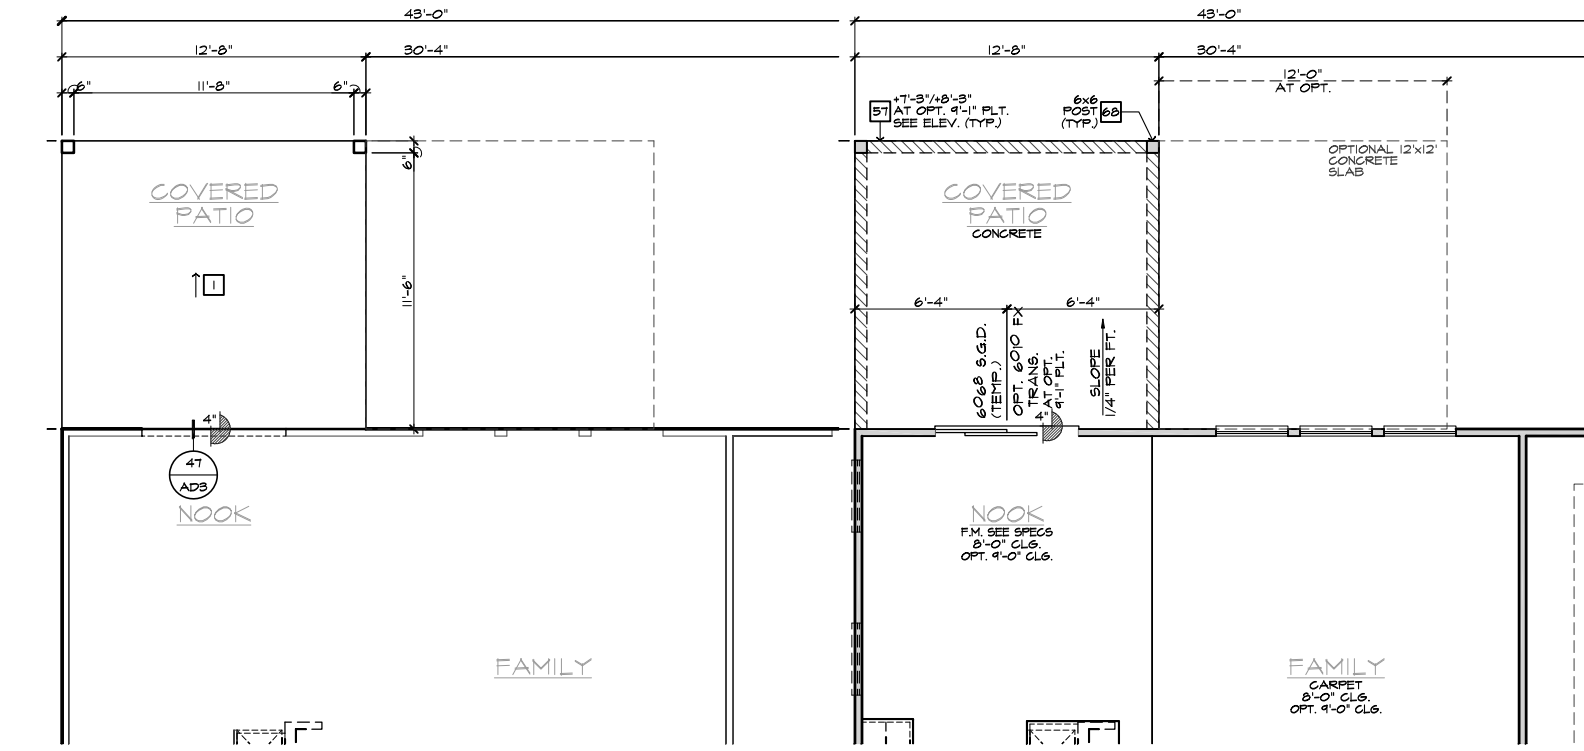 43'-0"
12'-8"
30'-4"
6"
11'-8"
6"
6"
COVERED
PATIO
1
11'-6"
4"
47
AD3
NOOK
FAMILY
43'-0"
12'-8"
30'-4"
12'-0"
AT OPT.
57
+7'-3"/+8'-3"
AT OPT. 9'-1" PLT.
SEE ELEV. (TYP.)
6x6
POST
(TYP.)
68
OPTIONAL 12'x12'
CONCRETE
SLAB
COVERED
PATIO
CONCRETE
6'-4"
6'-4"
6068 S.G.D.
(TEMP.)
OPT. 6010 FX
TRANS.
AT OPT.
9'-1" PLT.
SLOPE
1/4" PER FT.
4"
NOOK
F.M. SEE SPECS
8'-0" CLG.
OPT. 9'-0" CLG.
FAMILY
CARPET
8'-0" CLG.
OPT. 9'-0" CLG.